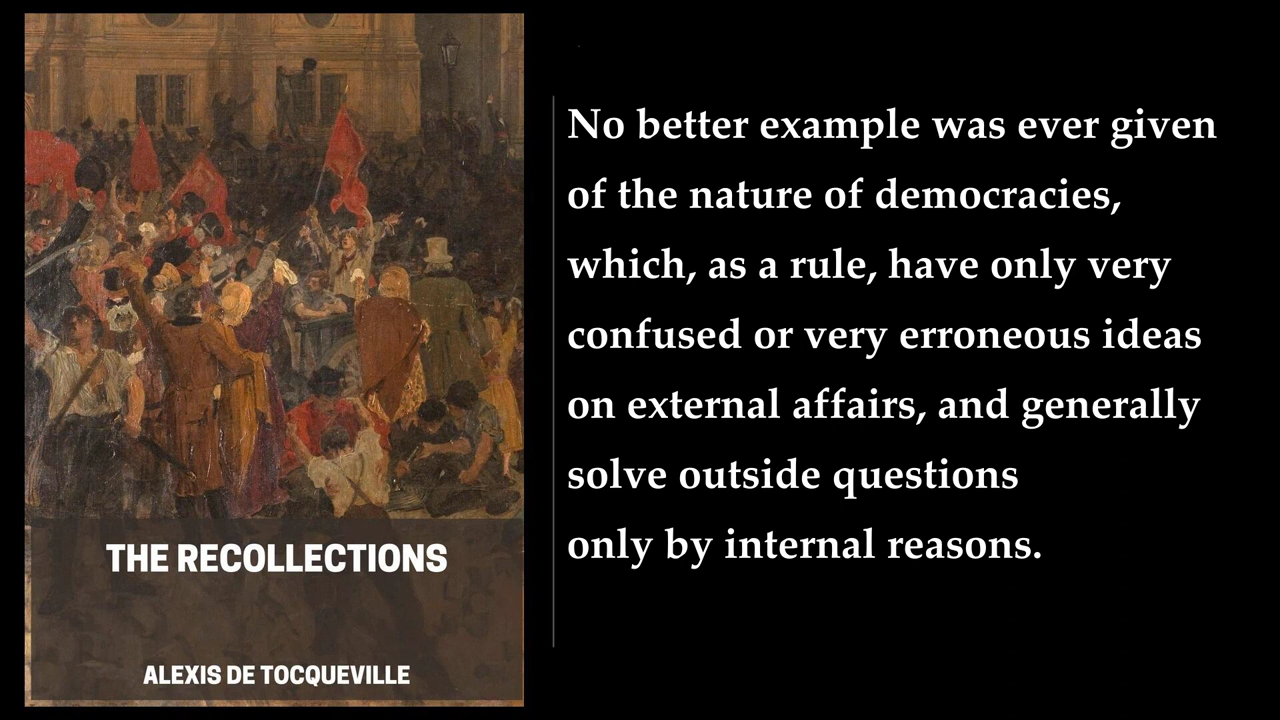 THE RECOLLECTIONS
ALEXIS DE TOCQUEVILLE
No better example was ever given
of the nature of democracies,
which, as a rule, have only very
confused or very erroneous ideas
on external affairs, and generally
solve outside questions
only by internal reasons.